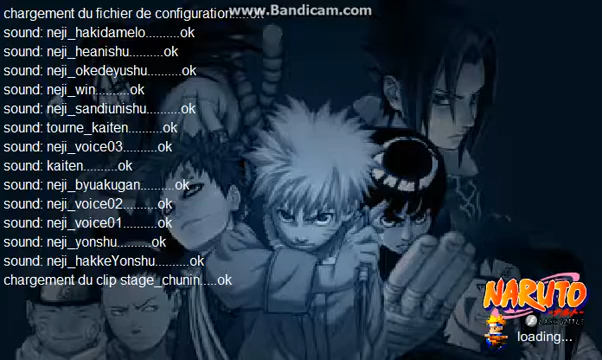 www.Bandicam.com
chargement du fichier de configuration.....ok
sound: neji_hakidamelo..........ok
sound: neji_heanishu..........ok
sound: neji_okedeyushu..........ok
sound: neji_win..........ok
sound: neji_sandiunishu..........ok
sound: tourne_kaiten..........ok
sound: neji_voice03..........ok
sound: kaiten..........ok
sound: neji_byuakugan..........ok
sound: neji_voice02..........ok
sound: neji_voice01..........ok
sound: neji_yonshu..........ok
sound: neji_hakkeYonshu..........ok
chargement du clip stage_chunin.....ok
NARUTO
loading...